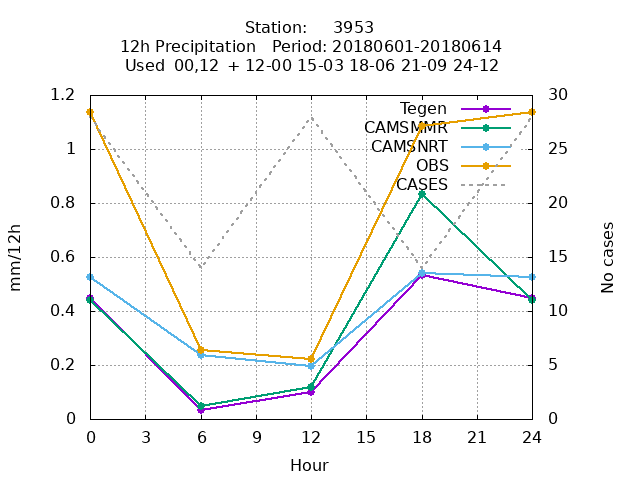 Station: 3953
12h Precipitation Period: 20180601-20180614
Used 00,12 + 12-00 15-03 18-06 21-09 24-12
1.2
1
0.8
0.6
0.4
0.2
0
mm/12h
Tegen
CAMSMMR
CAMSNRT
OBS
CASES
30
25
20
15
10
5
0
No cases
0 3 6 9 12 15 18 21 24
Hour